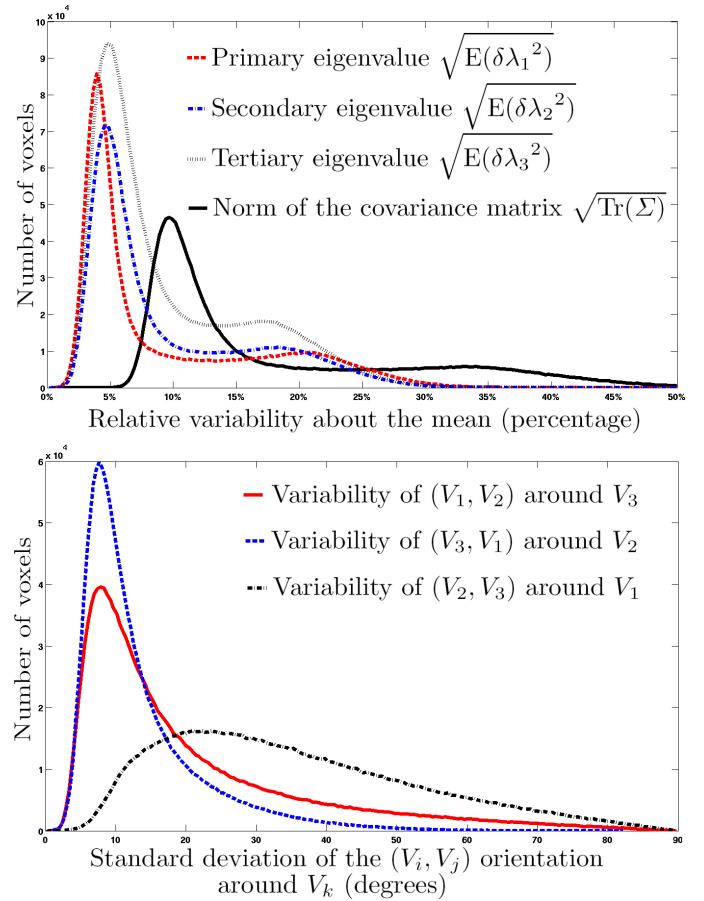 x 10⁴
10
9
8
7
6
5
4
3
2
1
0
Number of voxels
Primary eigenvalue √E(δλ₁²)
Secondary eigenvalue √E(δλ₂²)
Tertiary eigenvalue √E(δλ₃²)
Norm of the covariance matrix √Tr(Σ)
0% 5% 10% 15% 20% 25% 30% 35% 40% 45% 50%
Relative variability about the mean (percentage)
x 10⁴
6
5
4
3
2
1
0
Number of voxels
Variability of (V₁, V₂) around V₃
Variability of (V₃, V₁) around V₂
Variability of (V₂, V₃) around V₁
0 10 20 30 40 50 60 70 80 90
Standard deviation of the (Vᵢ, Vⱼ) orientation
around Vₖ (degrees)